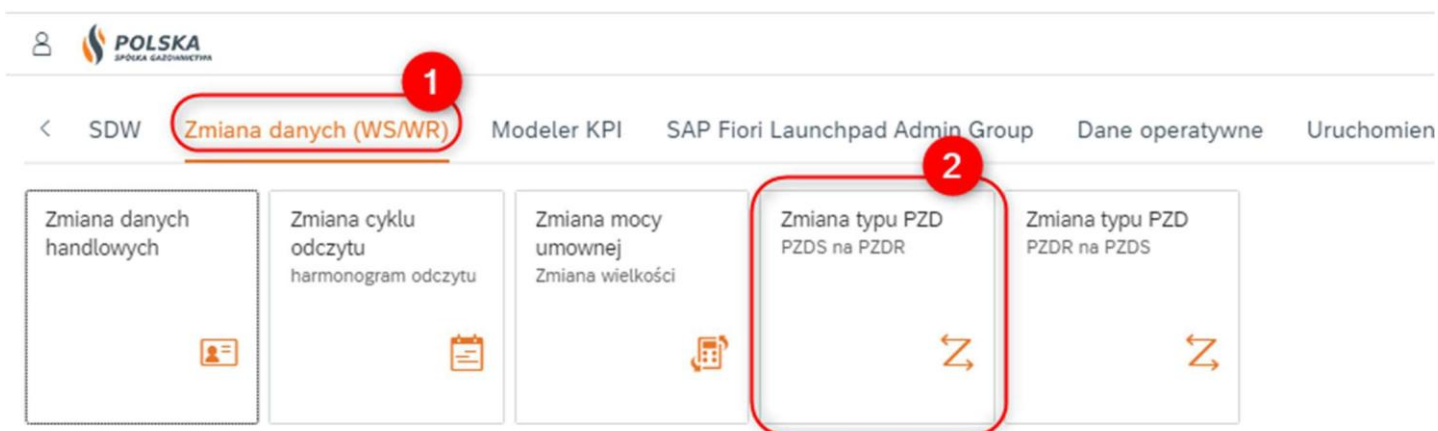 POLSKA
SPÓŁKA GAZOWNICTWA
1
< SDW Zmiana danych (WS/WR) Modeler KPI SAP Fiori Launchpad Admin Group Dane operatywne Uruchomien
2
Zmiana danych
handlowych
Zmiana cyklu
odczytu
harmonogram odczytu
Zmiana mocy
umownej
Zmiana wielkości
Zmiana typu PZD
PZDS na PZDR
Zmiana typu PZD
PZDR na PZDS